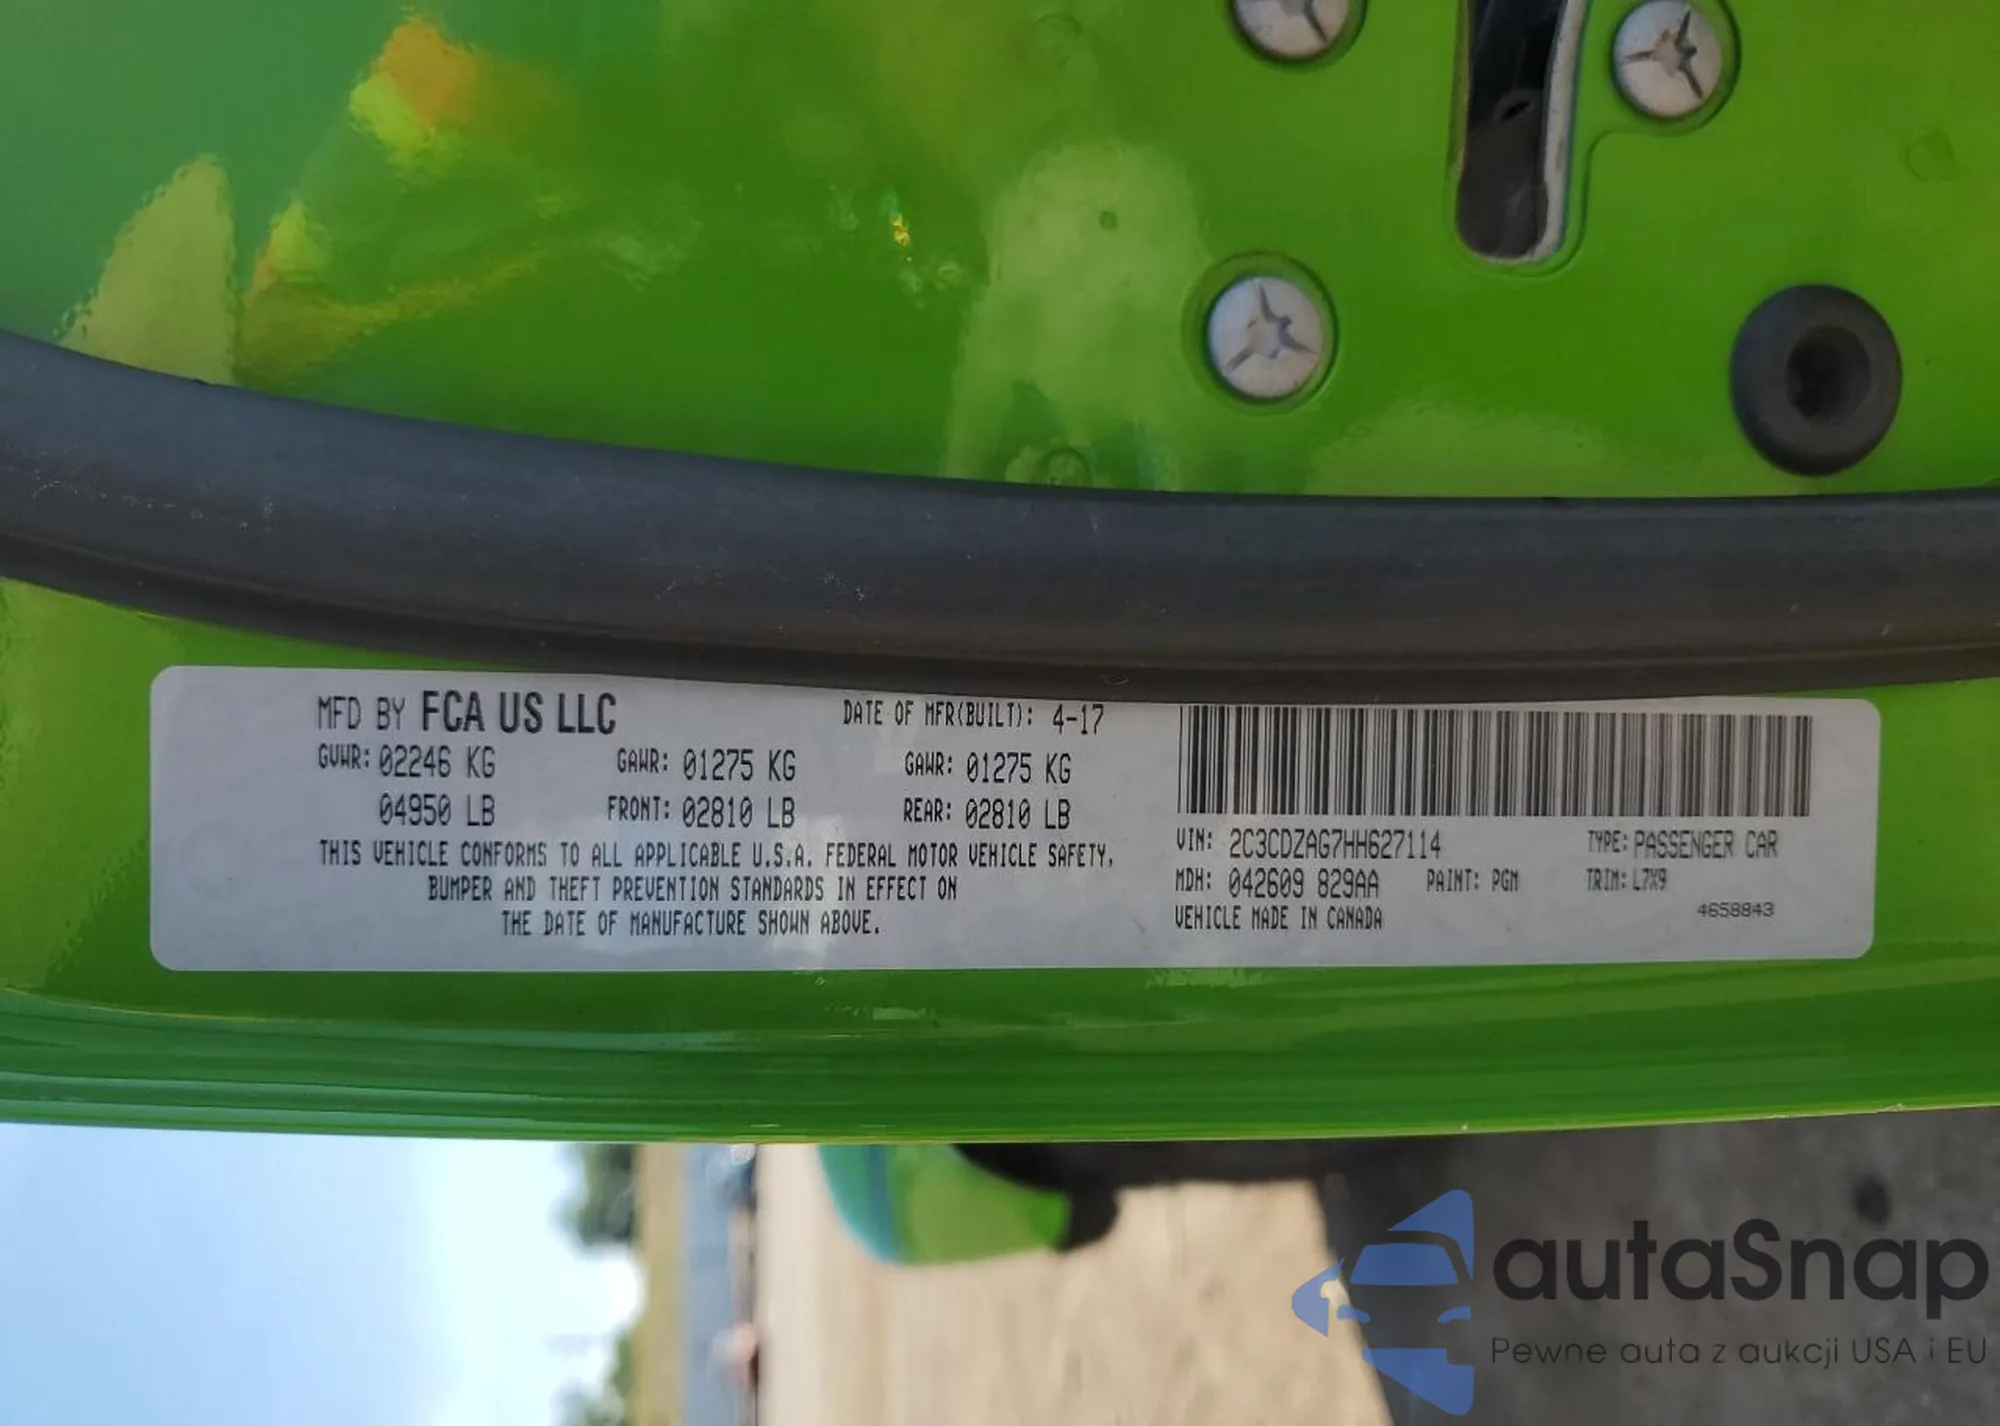 MFD BY FCA US LLC DATE OF MFR(BUILT): 4-17
GVWR: 02246 KG GAWR: 01275 KG GAWR: 01275 KG
04950 LB FRONT: 02810 LB REAR: 02810 LB
THIS VEHICLE CONFORMS TO ALL APPLICABLE U.S.A. FEDERAL MOTOR VEHICLE SAFETY,
BUMPER AND THEFT PREVENTION STANDARDS IN EFFECT ON
THE DATE OF MANUFACTURE SHOWN ABOVE.
VIN: 2C3CDZAG7HH627114 TYPE: PASSENGER CAR
MDH: 042609 829AA PAINT: PGM TRIM: L7X9
VEHICLE MADE IN CANADA 4658843
autaSnap
Pewne auta z aukcji USA i EU